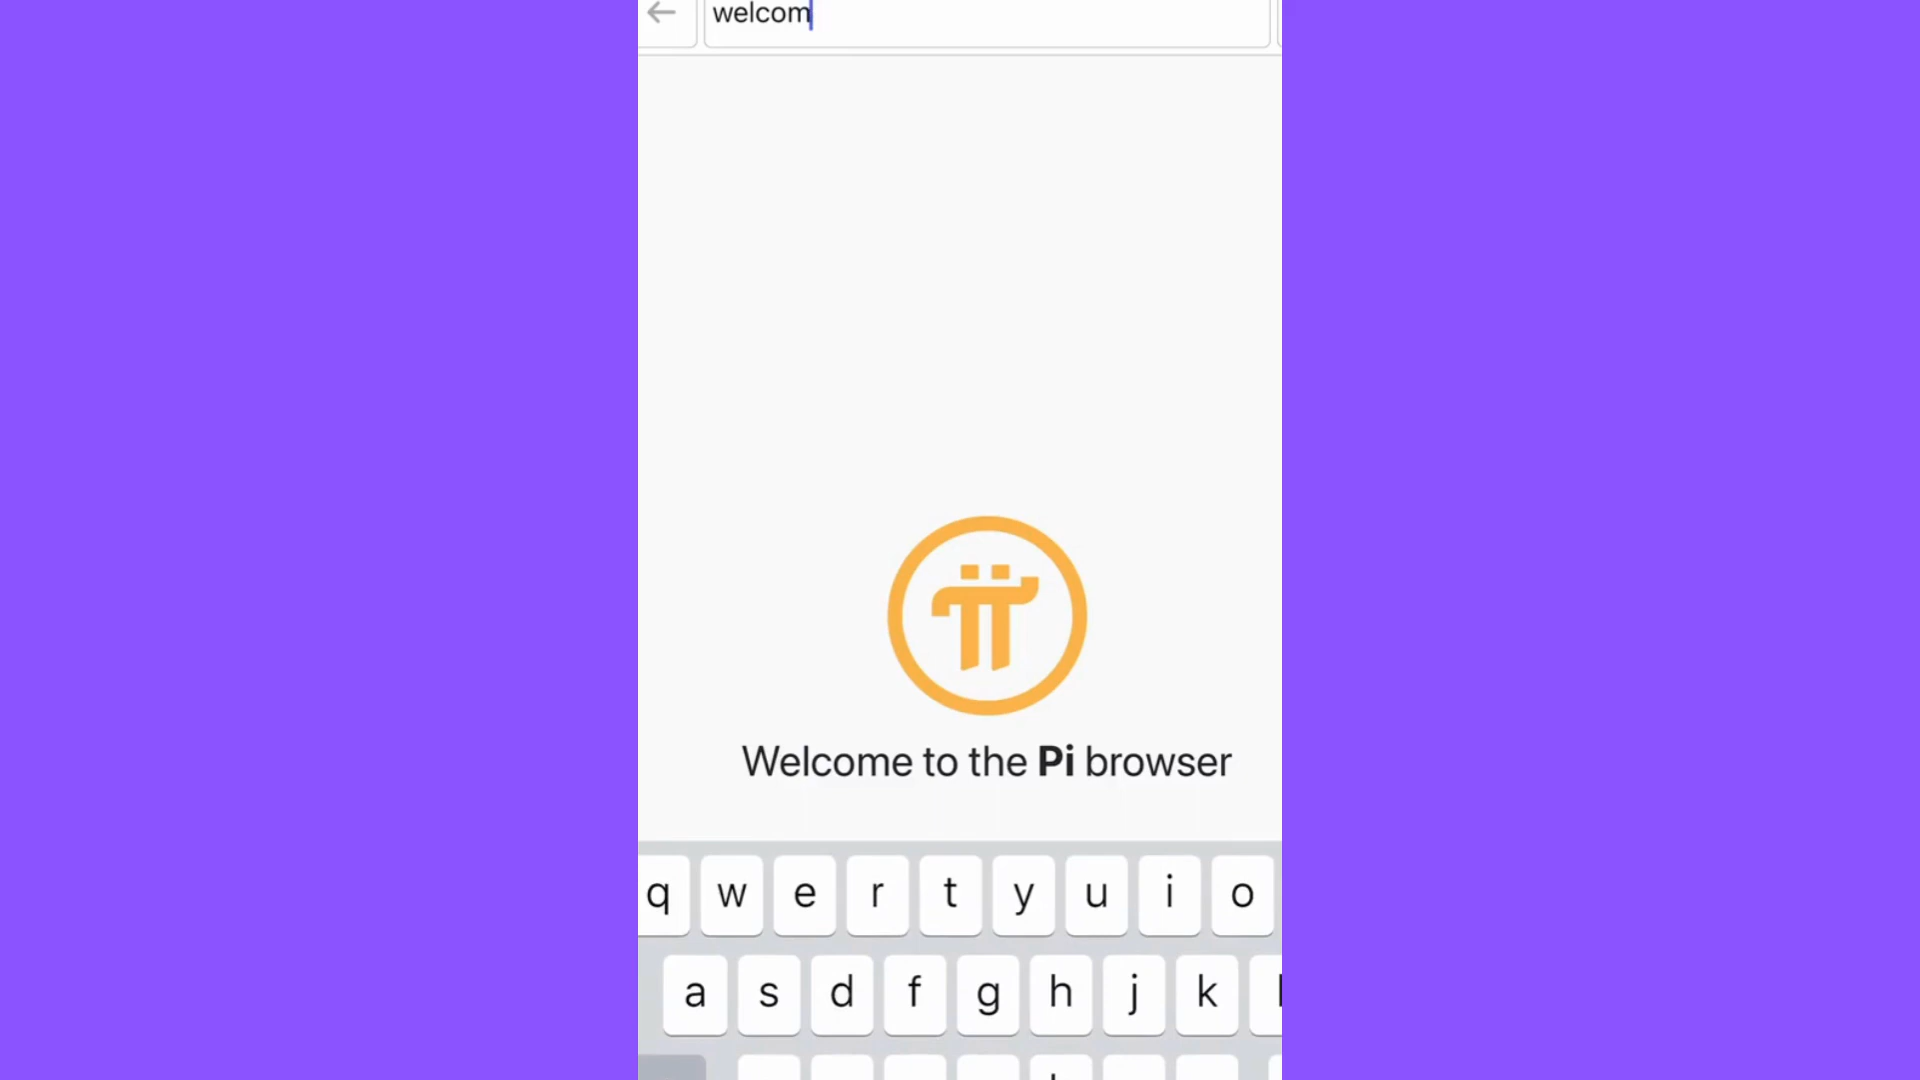 welcom
Welcome to the Pi browser
q w e r t y u i o
a s d f g h j k